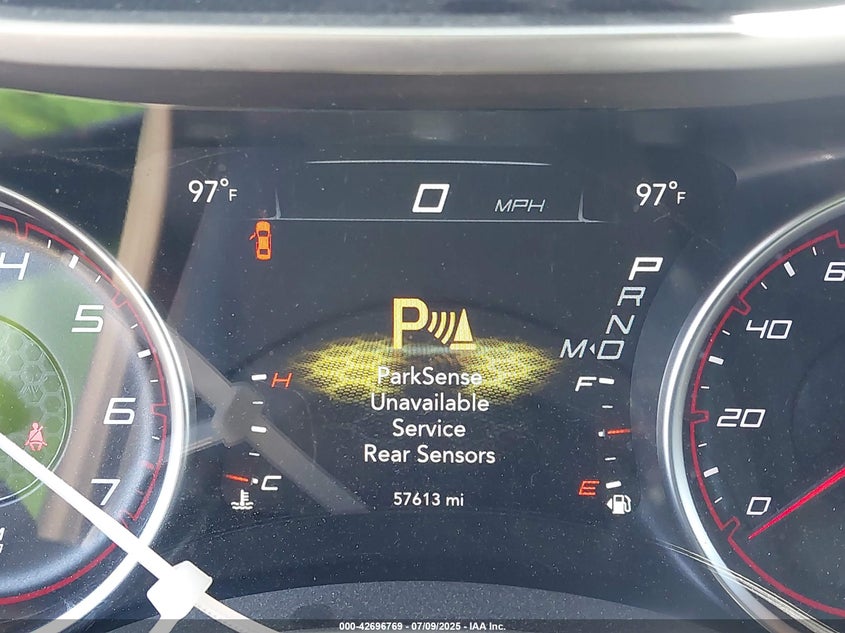 97°F
0 MPH
97°F
P
R
N
M◂D
P
ParkSense
Unavailable
Service
Rear Sensors
57613 mi
H
C
F
E
4
5
6
7
60
40
20
0
000-42696769 - 07/09/2025 - IAA Inc.